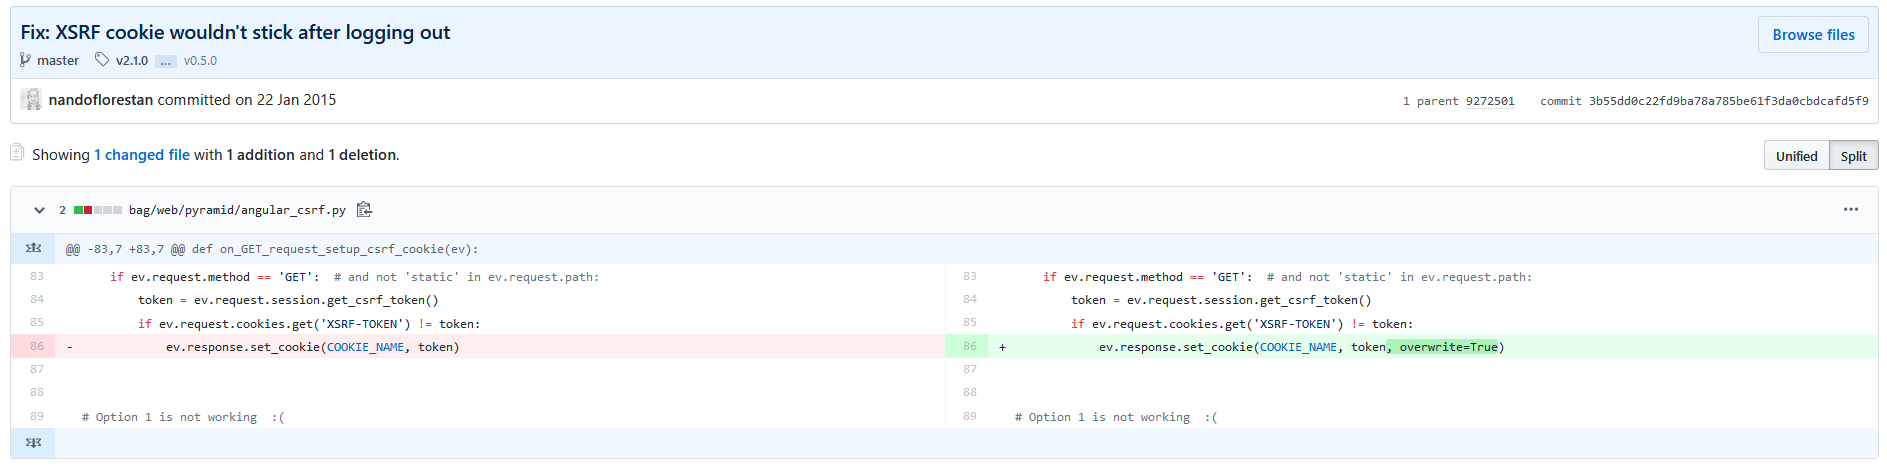 Fix: XSRF cookie wouldn't stick after logging out
Browse files
master v2.1.0 ... v0.5.0
nandoflorestan committed on 22 Jan 2015
1 parent 9272501 commit 3b55dd0c22fd9ba78a785be61f3da0cbdcafd5f9
Showing 1 changed file with 1 addition and 1 deletion.
Unified Split
2 bag/web/pyramid/angular_csrf.py
@@ -83,7 +83,7 @@ def on_GET_request_setup_csrf_cookie(ev):
83 if ev.request.method == 'GET':  # and not 'static' in ev.request.path:
84 token = ev.request.session.get_csrf_token()
85 if ev.request.cookies.get('XSRF-TOKEN') != token:
86 - ev.response.set_cookie(COOKIE_NAME, token)
87
88
89 # Option 1 is not working  :(
83 if ev.request.method == 'GET':  # and not 'static' in ev.request.path:
84 token = ev.request.session.get_csrf_token()
85 if ev.request.cookies.get('XSRF-TOKEN') != token:
86 + ev.response.set_cookie(COOKIE_NAME, token, overwrite=True)
87
88
89 # Option 1 is not working  :(